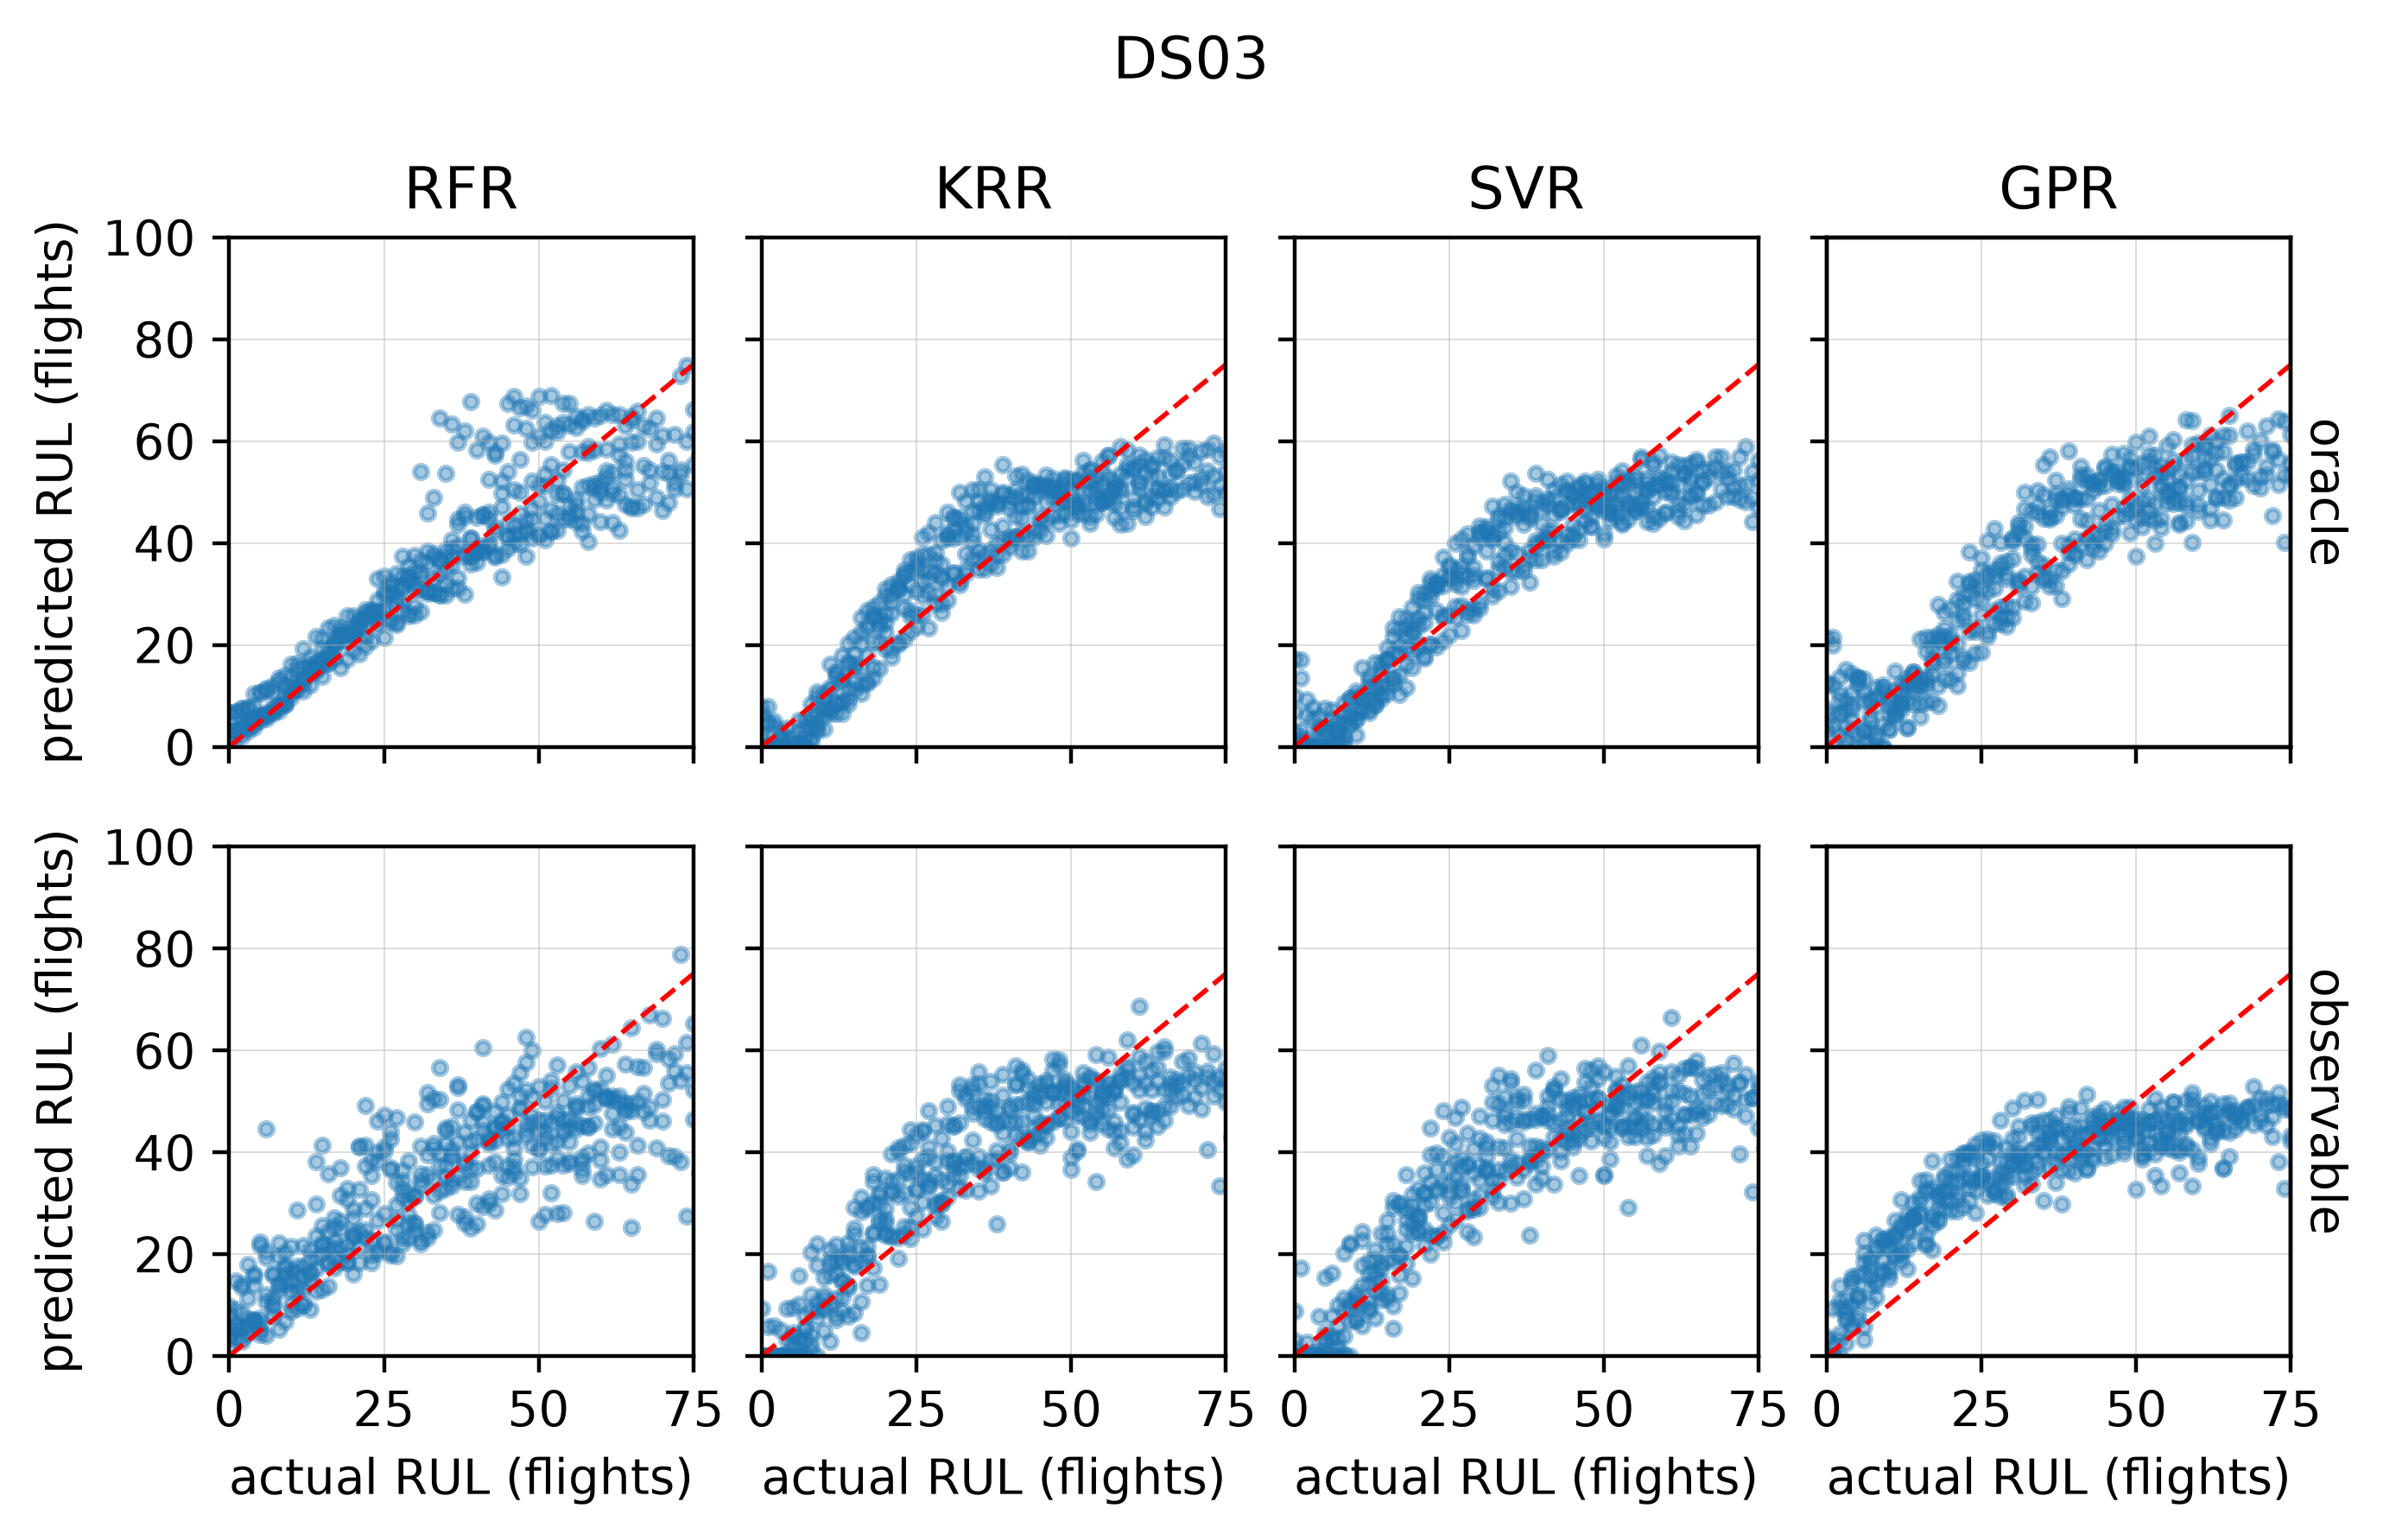 DS03
RFR KRR SVR GPR
predicted RUL (flights)
100
80
60
40
20
0
oracle
predicted RUL (flights)
100
80
60
40
20
0
observable
0 25 50 75 0 25 50 75 0 25 50 75 0 25 50 75
actual RUL (flights) actual RUL (flights) actual RUL (flights) actual RUL (flights)